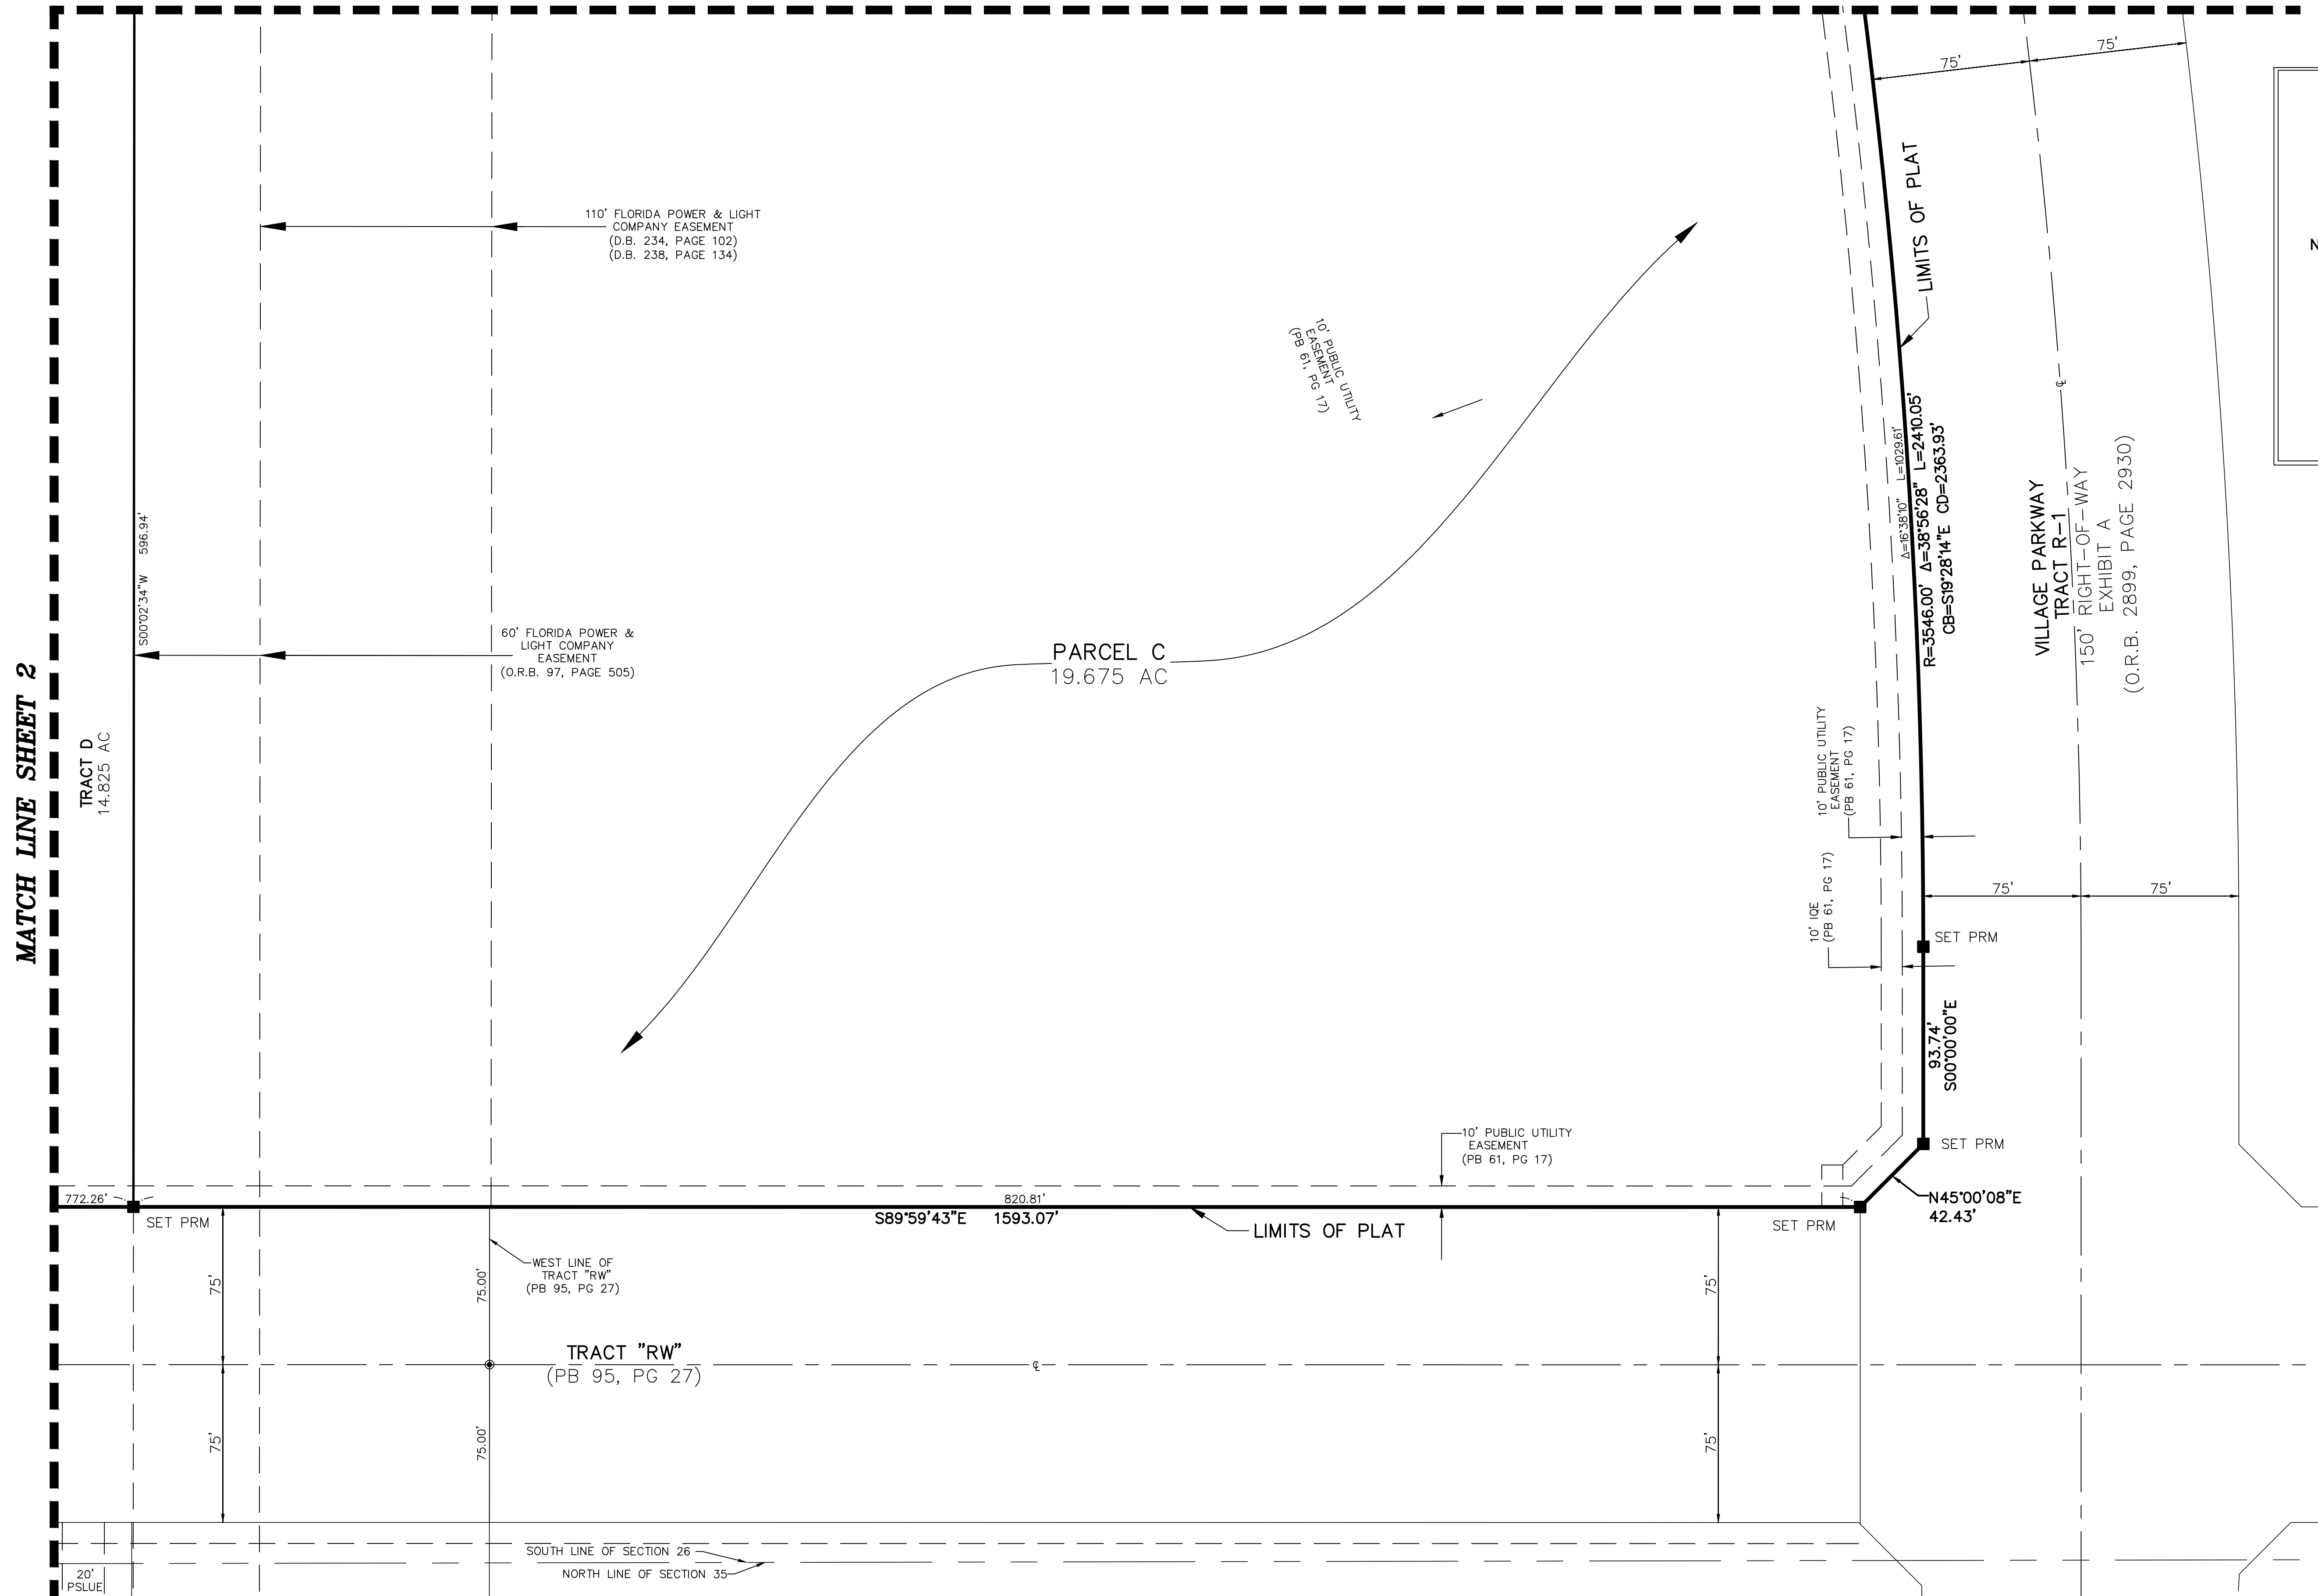 75'
75'
110' FLORIDA POWER & LIGHT
COMPANY EASEMENT
(D.B. 234, PAGE 102)
(D.B. 238, PAGE 134)
LIMITS OF PLAT
N
10' PUBLIC UTILITY
EASEMENT
(PB 61, PG 17)
℄
Δ=16°38'10" L=1029.61'
R=3546.00' Δ=38°56'28" L=2410.05'
CB=S19°28'14"E CD=2363.93'
VILLAGE PARKWAY
TRACT R-1
150' RIGHT-OF-WAY
EXHIBIT A
(O.R.B. 2899, PAGE 2930)
S00°02'34"W 596.94'
60' FLORIDA POWER &
LIGHT COMPANY
EASEMENT
(O.R.B. 97, PAGE 505)
PARCEL C
19.675 AC
MATCH LINE SHEET 2
TRACT D
14.825 AC
10' PUBLIC UTILITY
EASEMENT
(PB 61, PG 17)
10' IQE
(PB 61, PG 17)
75'
75'
SET PRM
93.74'
S00°00'00"E
10' PUBLIC UTILITY
EASEMENT
(PB 61, PG 17)
SET PRM
772.26'
820.81'
N45°00'08"E
42.43'
SET PRM
S89°59'43"E 1593.07'
LIMITS OF PLAT
SET PRM
75'
75.00'
WEST LINE OF
TRACT "RW"
(PB 95, PG 27)
75'
TRACT "RW"
(PB 95, PG 27)
℄
75'
75.00'
75'
SOUTH LINE OF SECTION 26
NORTH LINE OF SECTION 35
20'
PSLUE